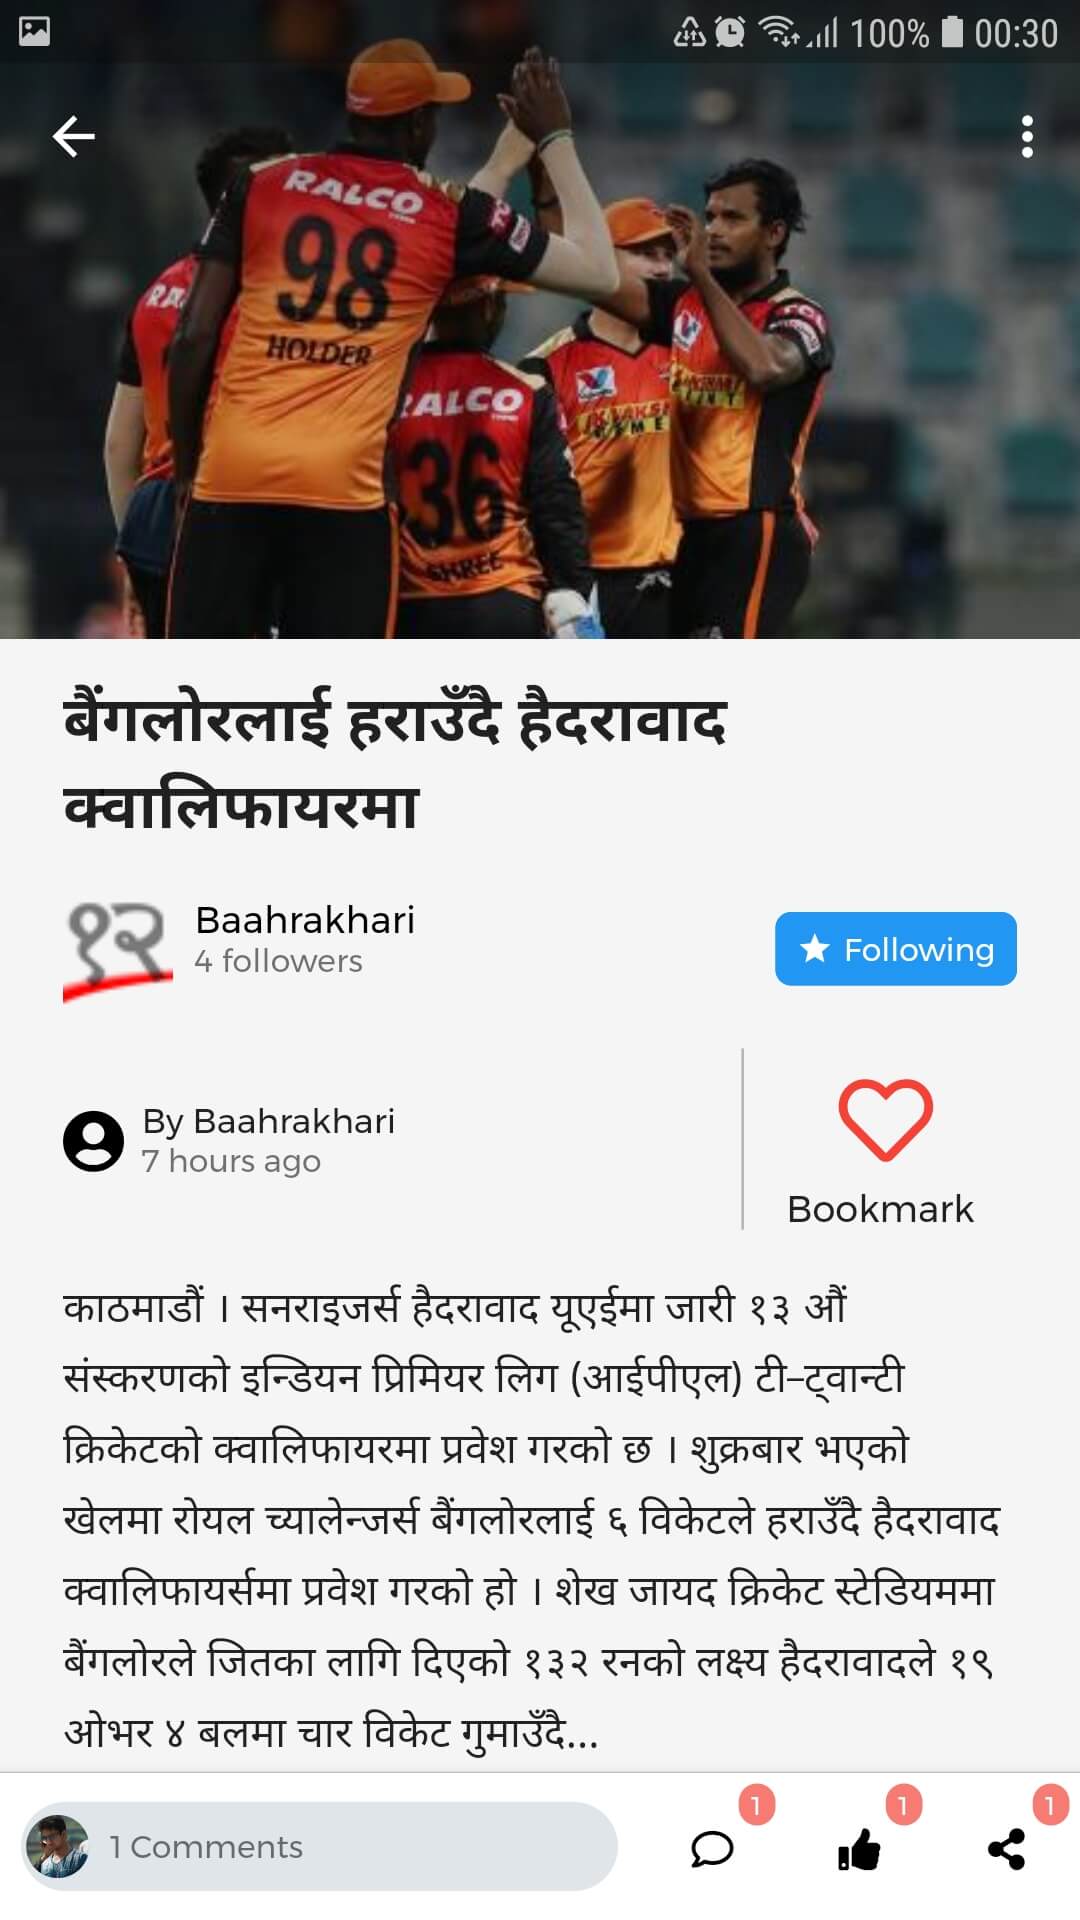 100% 00:30
RALCO
98
HOLDER
RALCO
36
SHREE
बैंगलोरलाई हराउँदै हैदरावाद
क्वालिफायरमा
१२
Baahrakhari
4 followers
Following
By Baahrakhari
7 hours ago
Bookmark
काठमाडौं । सनराइजर्स हैदरावाद यूएईमा जारी १३ औं
संस्करणको इन्डियन प्रिमियर लिग (आईपीएल) टी–ट्वान्टी
क्रिकेटको क्वालिफायरमा प्रवेश गरको छ । शुक्रबार भएको
खेलमा रोयल च्यालेन्जर्स बैंगलोरलाई ६ विकेटले हराउँदै हैदरावाद
क्वालिफायर्समा प्रवेश गरको हो । शेख जायद क्रिकेट स्टेडियममा
बैंगलोरले जितका लागि दिएको १३२ रनको लक्ष्य हैदरावादले १९
ओभर ४ बलमा चार विकेट गुमाउँदै...
1 Comments
1
1
1